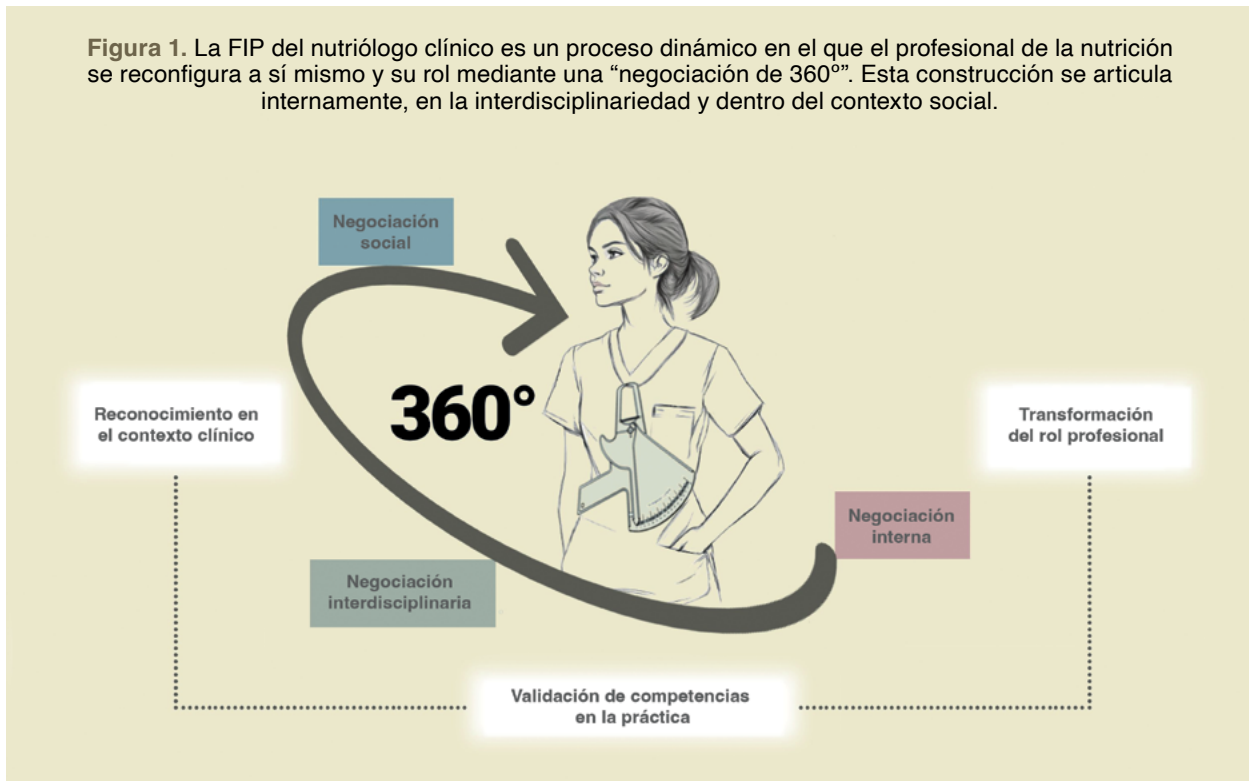 Figura 1. La FIP del nutriólogo clínico es un proceso dinámico en el que el profesional de la nutrición
se reconfigura a sí mismo y su rol mediante una “negociación de 360º”. Esta construcción se articula
internamente, en la interdisciplinariedad y dentro del contexto social.
Negociación
social
360°
Reconocimiento en
el contexto clínico
Transformación
del rol profesional
Negociación
interna
Negociación
interdisciplinaria
Validación de competencias
en la práctica